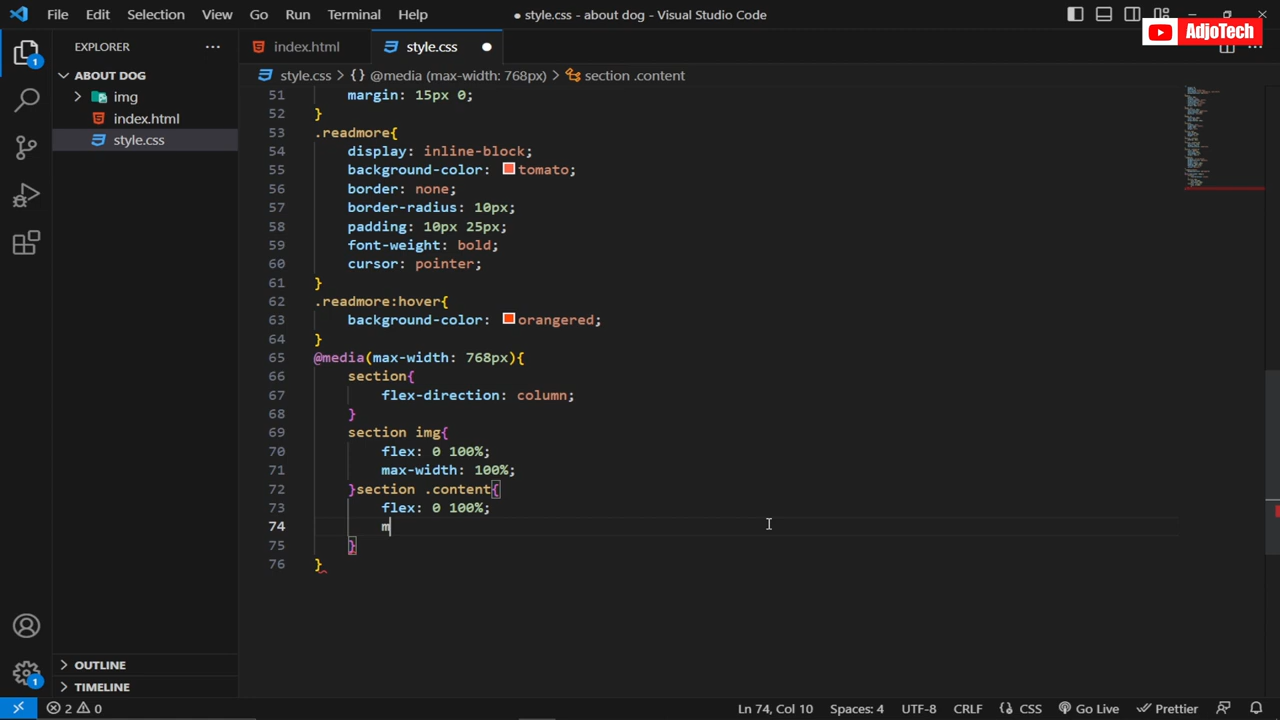 File Edit Selection View Go Run Terminal Help
● style.css - about dog - Visual Studio Code
AdjoTech
EXPLORER
index.html
style.css
style.css > {} @media (max-width: 768px) > section .content
ABOUT DOG
img
index.html
style.css
51 margin: 15px 0;
52 }
53 .readmore{
54 display: inline-block;
55 background-color: tomato;
56 border: none;
57 border-radius: 10px;
58 padding: 10px 25px;
59 font-weight: bold;
60 cursor: pointer;
61 }
62 .readmore:hover{
63 background-color: orangered;
64 }
65 @media(max-width: 768px){
66 section{
67 flex-direction: column;
68 }
69 section img{
70 flex: 0 100%;
71 max-width: 100%;
72 }section .content{
73 flex: 0 100%;
74 m
75 }
76 }
1
1
OUTLINE
TIMELINE
2 0
Ln 74, Col 10 Spaces: 4 UTF-8 CRLF {} CSS Go Live Prettier